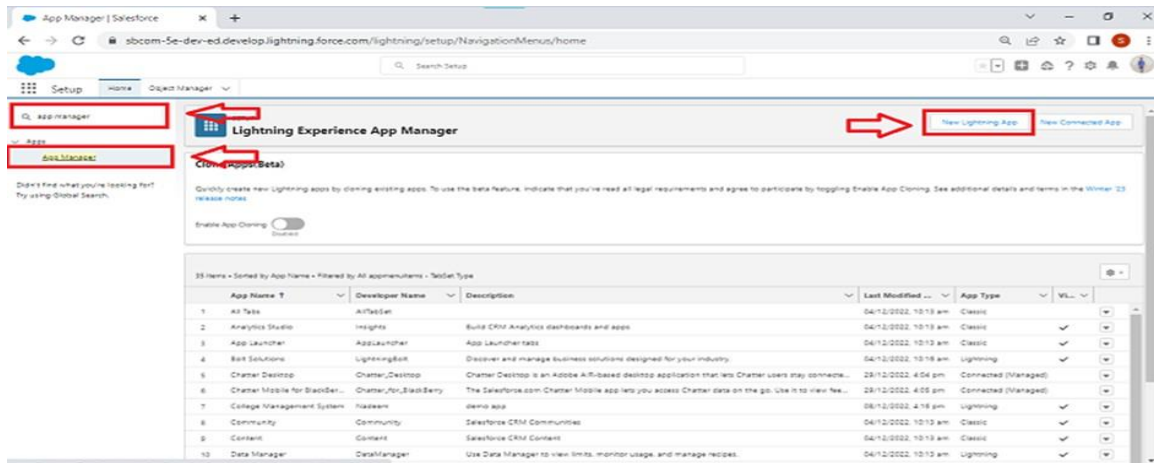 App Manager | Salesforce
sbcom-5e-dev-ed.develop.lightning.force.com/lightning/setup/NavigationMenus/home
S
Search Setup
Setup
Home
Object Manager
app manager
Apps
App Manager
Didn't find what you're looking for?
Try using Global Search.
SETUP
Lightning Experience App Manager
New Lightning App
New Connected App
Clone Apps(Beta)
Quickly create new Lightning apps by cloning existing apps. To use the beta feature, indicate that you've read all legal requirements and agree to participate by toggling Enable App Cloning. See additional details and terms in the Winter '23
release notes
Enable App Cloning
Disabled
35 items • Sorted by App Name • Filtered by All appmenuitems - TabSet Type
App Name ↑ Developer Name Description Last Modified ... App Type Vi...
1 All Tabs AllTabSet 04/12/2022, 10:13 am Classic
2 Analytics Studio Insights Build CRM Analytics dashboards and apps 04/12/2022, 10:13 am Classic
3 App Launcher AppLauncher App Launcher tabs 04/12/2022, 10:13 am Classic
4 Bolt Solutions LightningBolt Discover and manage business solutions designed for your industry. 04/12/2022, 10:16 am Lightning
5 Chatter Desktop Chatter_Desktop Chatter Desktop is an Adobe AIR-based desktop application that lets Chatter users stay connecte... 28/12/2022, 4:04 pm Connected (Managed)
6 Chatter Mobile for BlackBer... Chatter_for_BlackBerry The Salesforce.com Chatter Mobile app lets you access Chatter data on the go. Use it to view fee... 28/12/2022, 4:05 pm Connected (Managed)
7 College Management System Nadeem demo app 06/12/2022, 4:16 pm Lightning
8 Community Community Salesforce CRM Communities 04/12/2022, 10:13 am Classic
9 Content Content Salesforce CRM Content 04/12/2022, 10:13 am Classic
10 Data Manager DataManager Use Data Manager to view limits, monitor usage, and manage recipes. 04/12/2022, 10:13 am Lightning